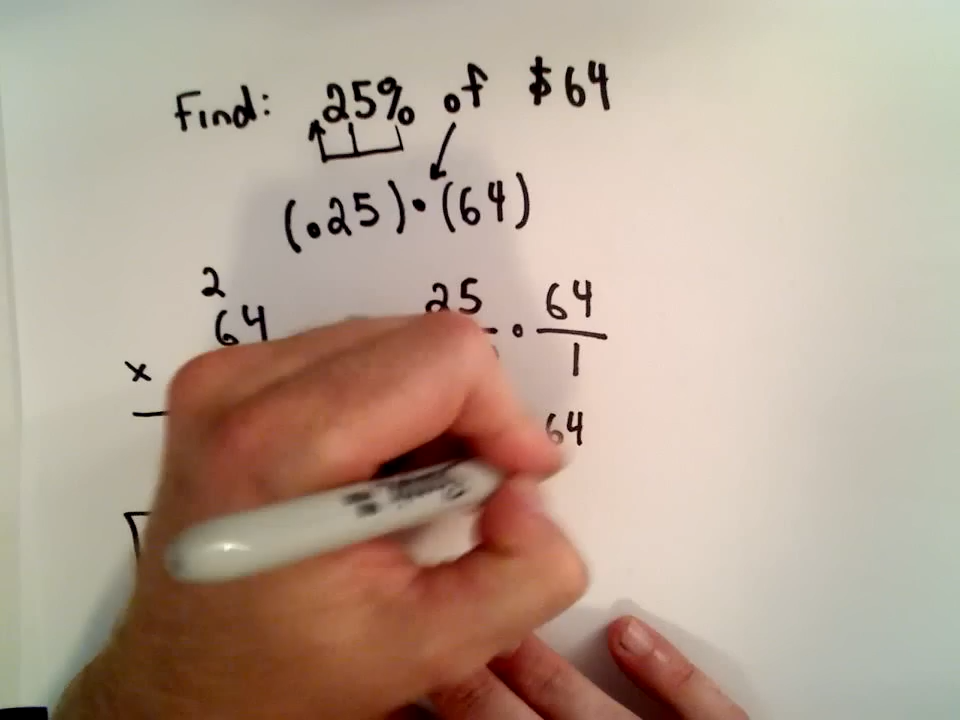 Find: .25% of $64
(.25)•(64)
2
64
x
25 • 64
1
64